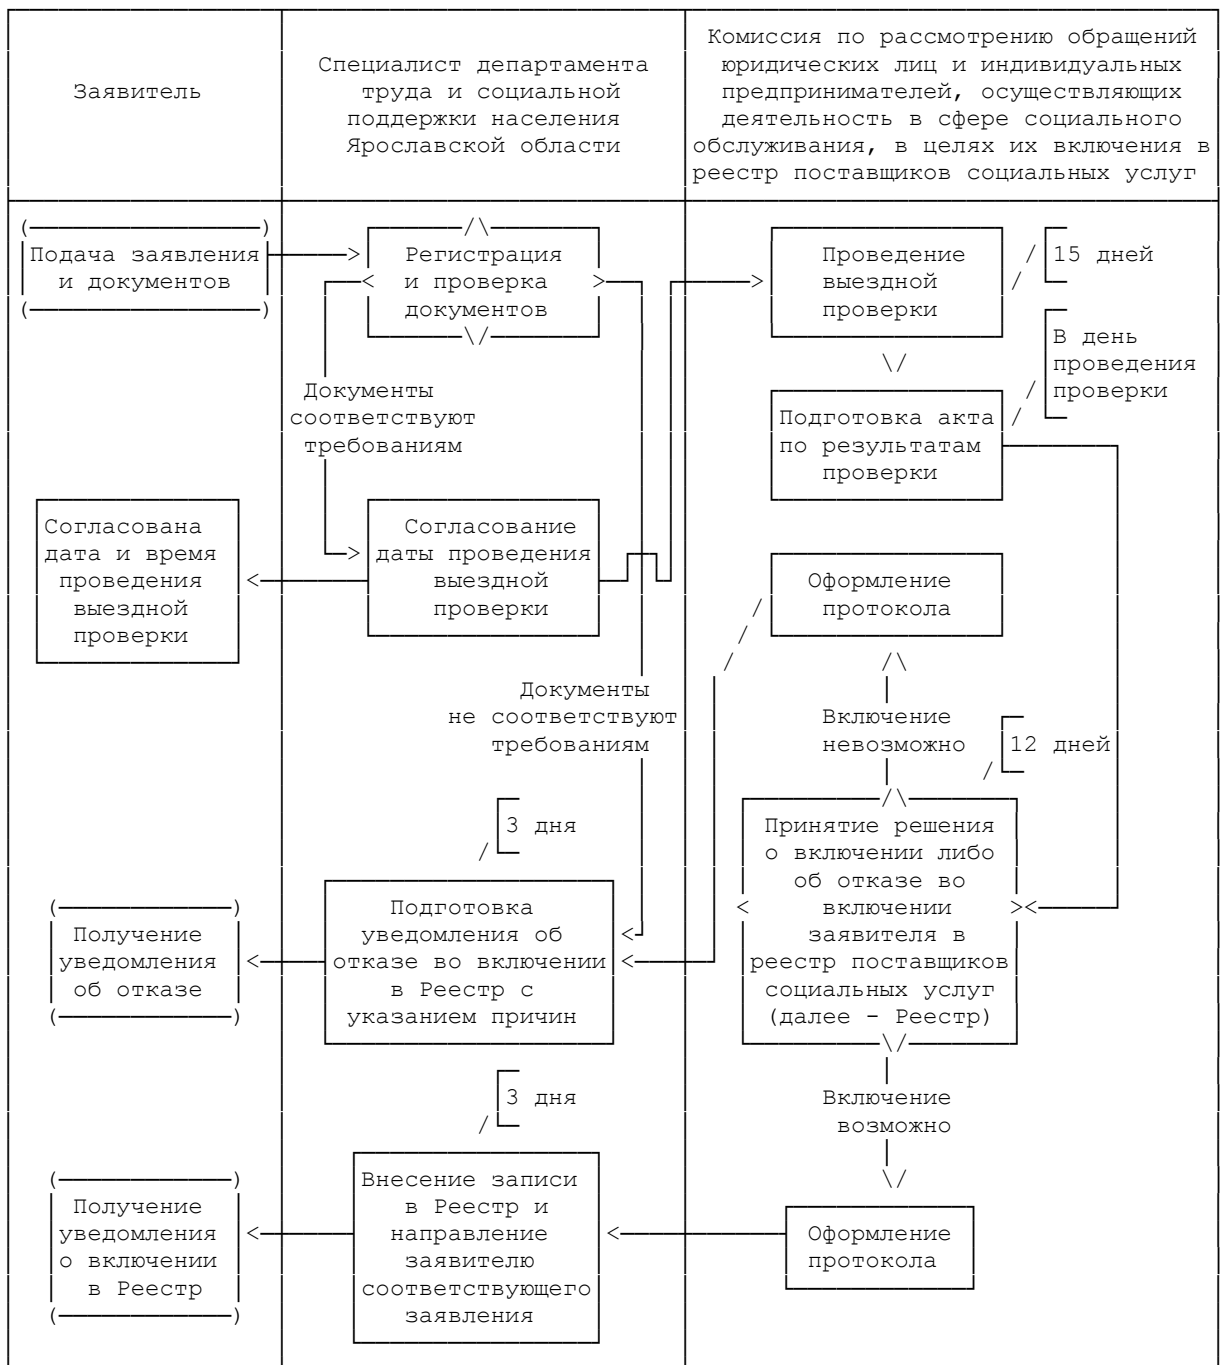 Заявитель
Специалист департамента
труда и социальной
поддержки населения
Ярославской области
Комиссия по рассмотрению обращений
юридических лиц и индивидуальных
предпринимателей, осуществляющих
деятельность в сфере социального
обслуживания, в целях их включения в
реестр поставщиков социальных услуг
Подача заявления
и документов
Регистрация
и проверка
документов
Проведение
выездной
проверки
15 дней
В день
проведения
проверки
Документы
соответствуют
требованиям
Подготовка акта
по результатам
проверки
Согласована
дата и время
проведения
выездной
проверки
Согласование
даты проведения
выездной
проверки
Оформление
протокола
Документы
не соответствуют
требованиям
Включение
невозможно
12 дней
3 дня
Принятие решения
о включении либо
об отказе во
включении
заявителя в
реестр поставщиков
социальных услуг
(далее - Реестр)
Получение
уведомления
об отказе
Подготовка
уведомления об
отказе во включении
в Реестр с
указанием причин
3 дня
Включение
возможно
Получение
уведомления
о включении
в Реестр
Внесение записи
в Реестр и
направление
заявителю
соответствующего
заявления
Оформление
протокола